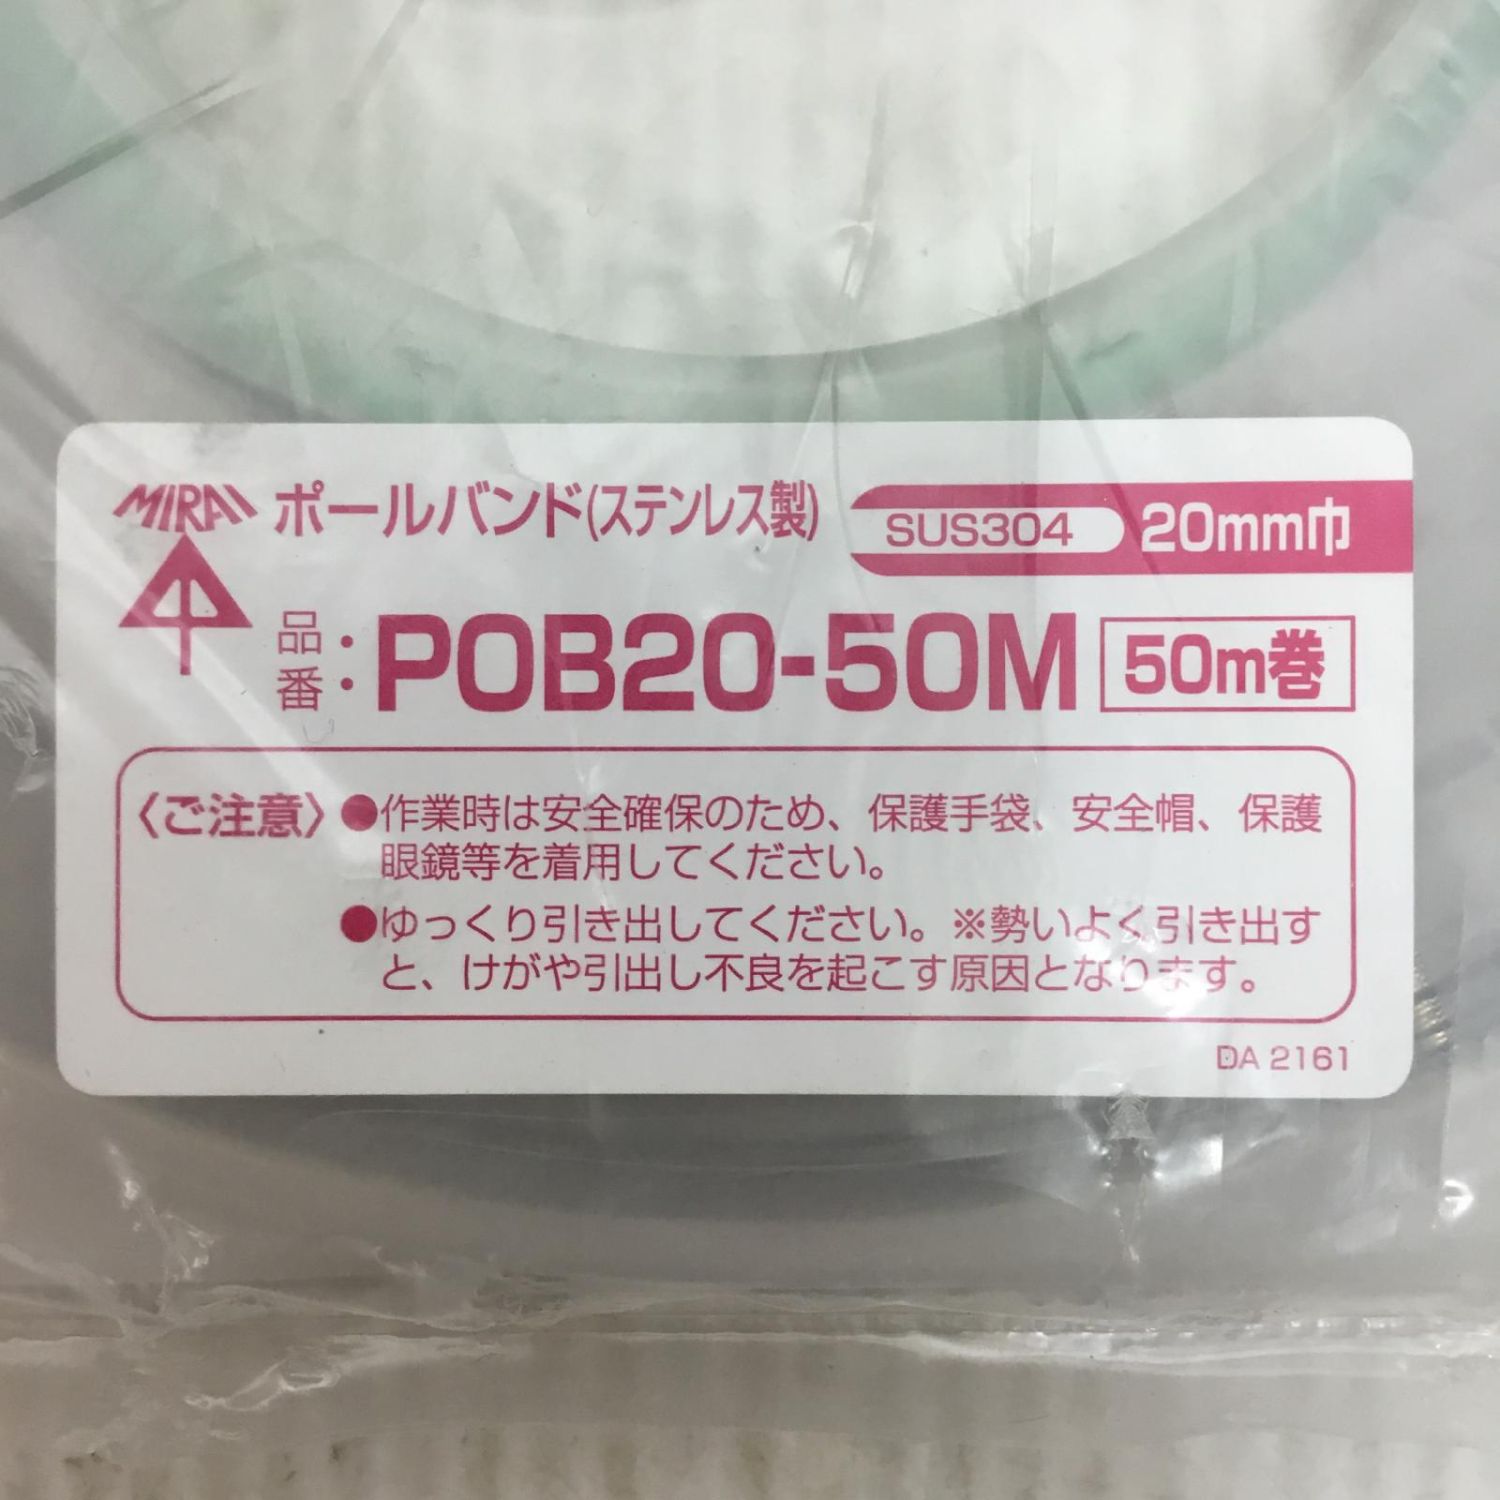 MIRAI ポールバンド(ステンレス製) SUS304 20mm巾
品番：POB20-50M 50m巻
〈ご注意〉●作業時は安全確保のため、保護手袋、安全帽、保護
眼鏡等を着用してください。
●ゆっくり引き出してください。※勢いよく引き出す
と、けがや引出し不良を起こす原因となります。
DA 2161